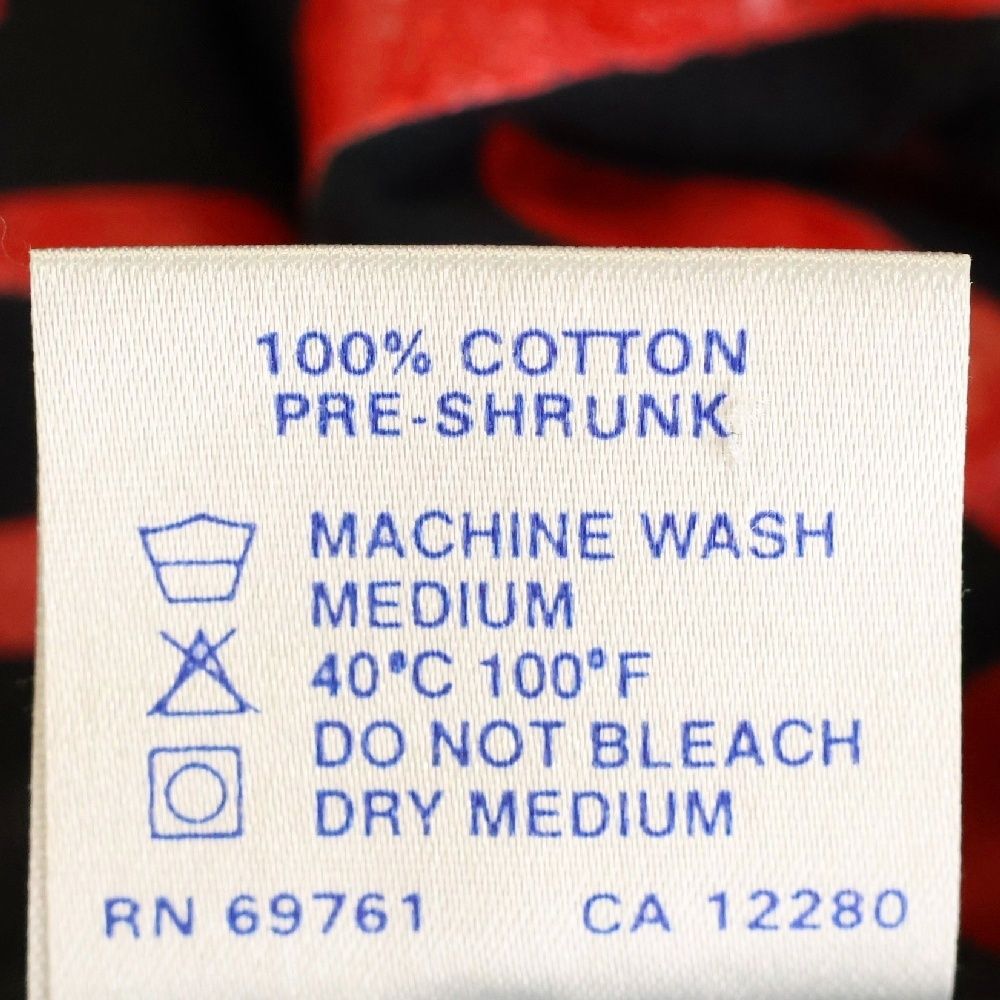 100% COTTON
PRE-SHRUNK
MACHINE WASH
MEDIUM
40°C 100°F
DO NOT BLEACH
DRY MEDIUM
RN 69761 CA 12280